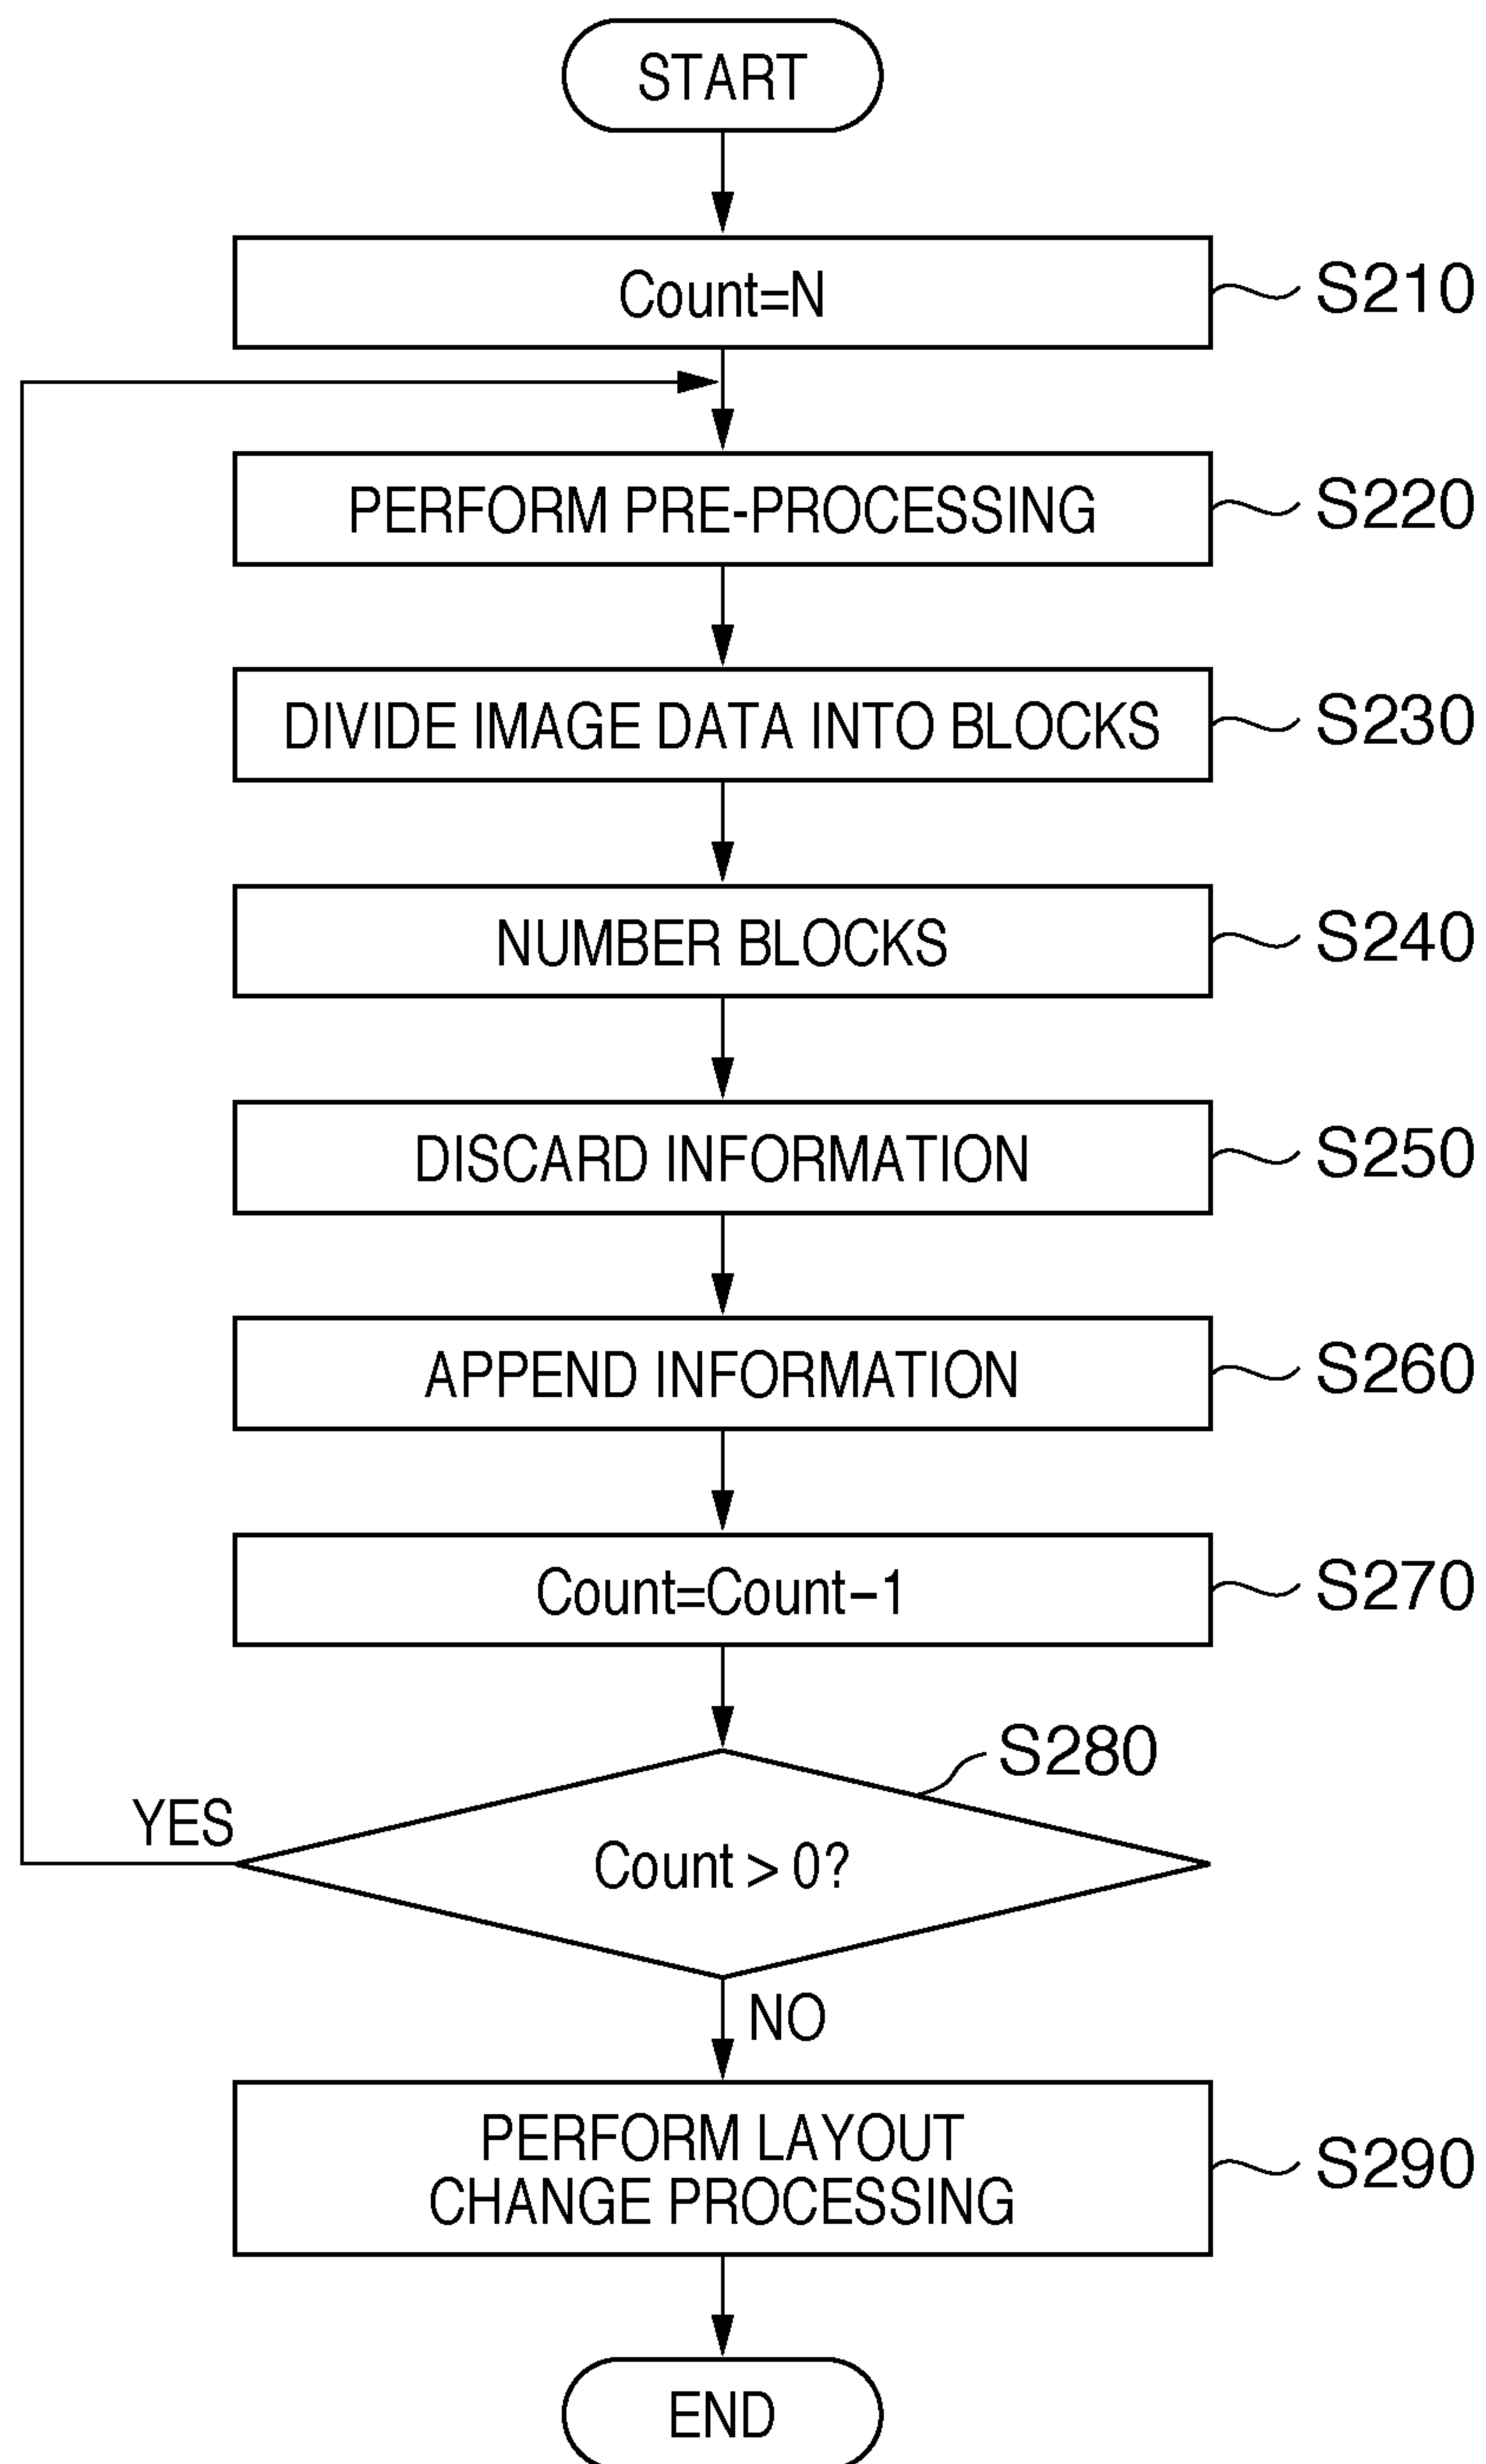 START
Count=N
S210
PERFORM PRE-PROCESSING
S220
DIVIDE IMAGE DATA INTO BLOCKS
S230
NUMBER BLOCKS
S240
DISCARD INFORMATION
S250
APPEND INFORMATION
S260
Count=Count−1
S270
S280
YES
Count > 0?
NO
PERFORM LAYOUT
CHANGE PROCESSING
S290
END